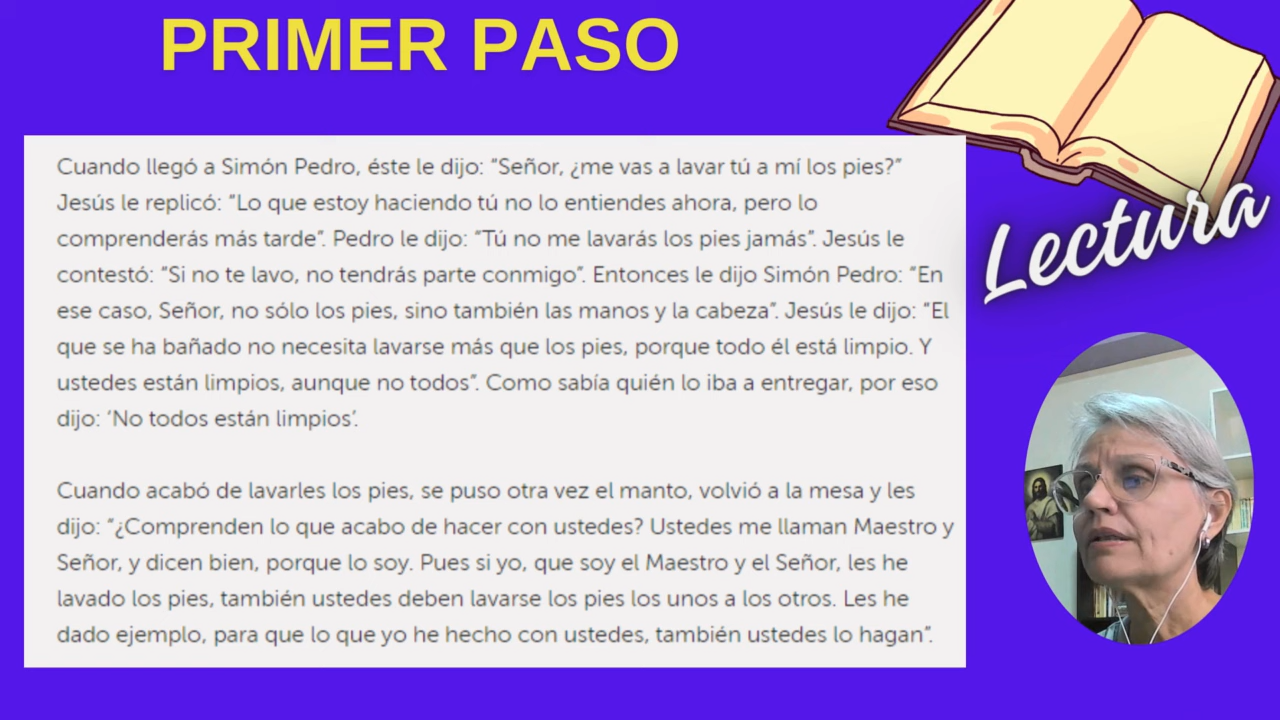 PRIMER PASO
Cuando llegó a Simón Pedro, éste le dijo: “Señor, ¿me vas a lavar tú a mí los pies?”
Jesús le replicó: “Lo que estoy haciendo tú no lo entiendes ahora, pero lo
comprenderás más tarde”. Pedro le dijo: “Tú no me lavarás los pies jamás”. Jesús le
contestó: “Si no te lavo, no tendrás parte conmigo”. Entonces le dijo Simón Pedro: “En
ese caso, Señor, no sólo los pies, sino también las manos y la cabeza”. Jesús le dijo: “El
que se ha bañado no necesita lavarse más que los pies, porque todo él está limpio. Y
ustedes están limpios, aunque no todos”. Como sabía quién lo iba a entregar, por eso
dijo: ‘No todos están limpios’.
Cuando acabó de lavarles los pies, se puso otra vez el manto, volvió a la mesa y les
dijo: “¿Comprenden lo que acabo de hacer con ustedes? Ustedes me llaman Maestro y
Señor, y dicen bien, porque lo soy. Pues si yo, que soy el Maestro y el Señor, les he
lavado los pies, también ustedes deben lavarse los pies los unos a los otros. Les he
dado ejemplo, para que lo que yo he hecho con ustedes, también ustedes lo hagan”.
Lectura